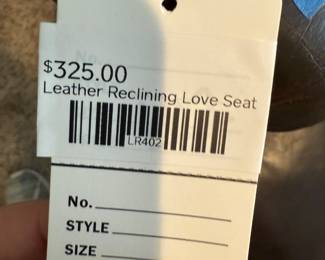 $325.00
Leather Reclining Love Seat
LR402
No.
STYLE
SIZE